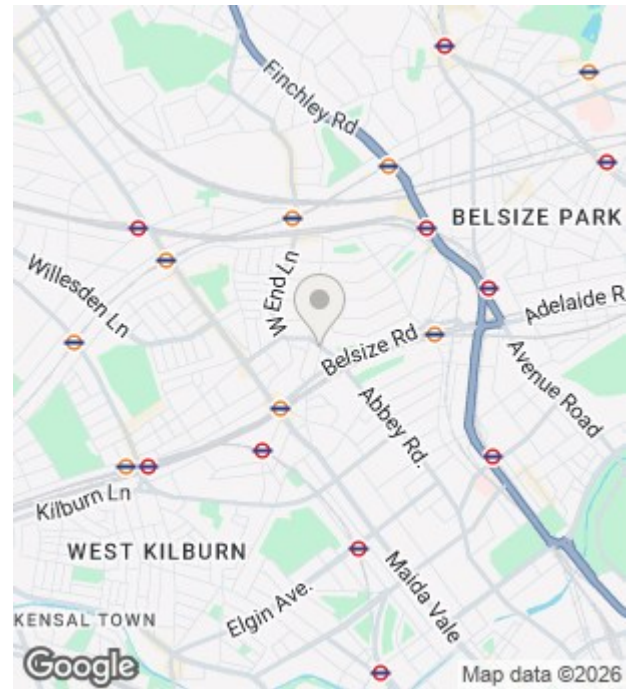 Finchley Rd
BELSIZE PARK
Willesden Ln
W End Ln
Adelaide R
Belsize Rd
Avenue Road
Abbey Rd.
Kilburn Ln
WEST KILBURN
Maida Vale
Elgin Ave.
KENSAL TOWN
Google
Map data ©2026